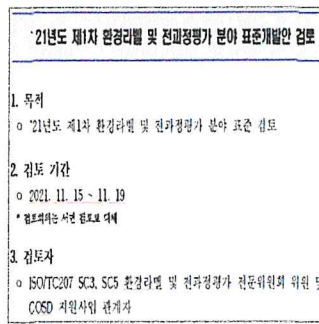 '21년도 제1차 환경라벨 및 전과정평가 분야 표준개발안 검토
1. 목적
o '21년도 제1차 환경라벨 및 전과정평가 분야 표준 검토
2. 검토 기간
o 2021. 11. 15 ~ 11. 19
* 검토회의는 서면 검토로 대체
3. 검토자
o ISO/TC207 SC3, SC5 환경라벨 및 전과정평가 전문위원회 위원 및
COSD 지원사업 관계자